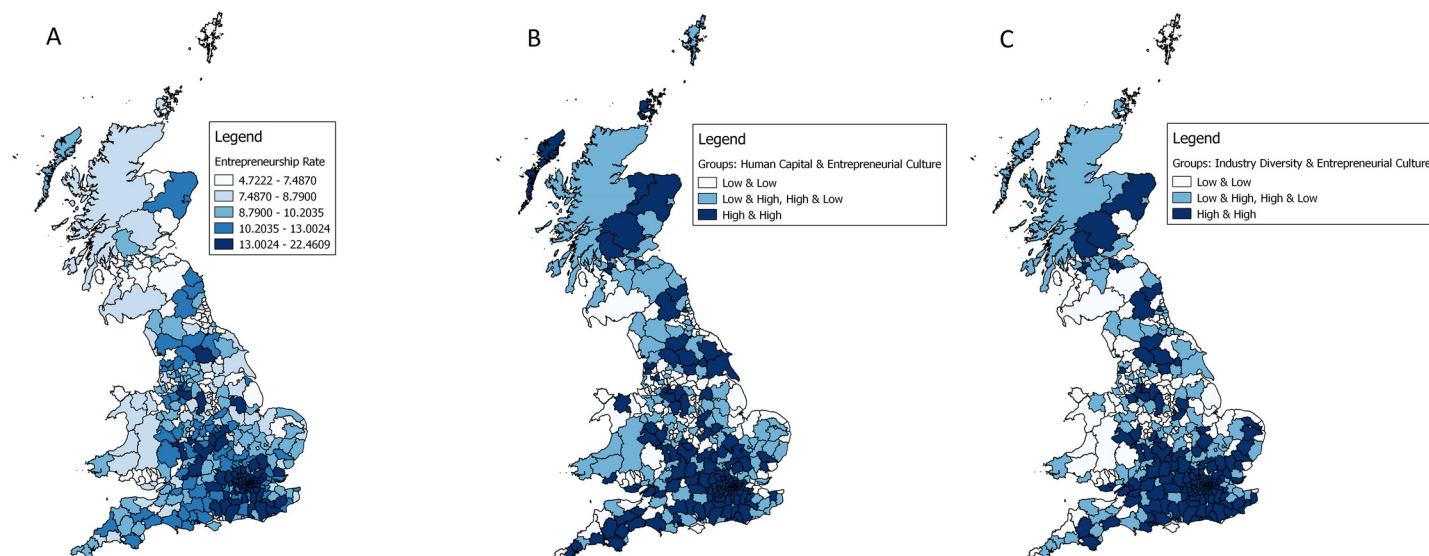 A
Legend
Entrepreneurship Rate
4.7222 - 7.4870
7.4870 - 8.7900
8.7900 - 10.2035
10.2035 - 13.0024
13.0024 - 22.4609
B
Legend
Groups: Human Capital & Entrepreneurial Culture
Low & Low
Low & High, High & Low
High & High
C
Legend
Groups: Industry Diversity & Entrepreneurial Culture
Low & Low
Low & High, High & Low
High & High